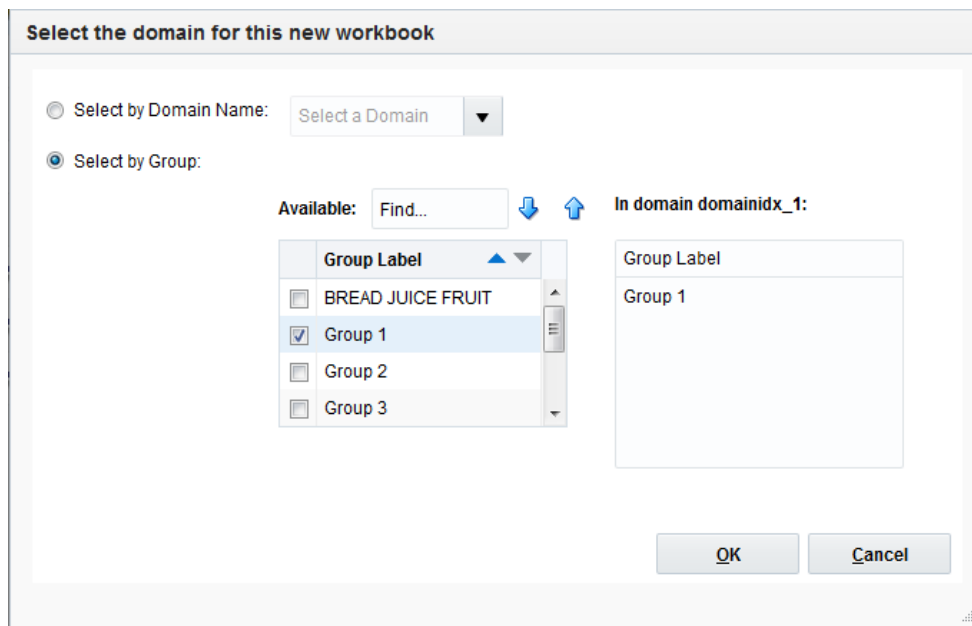 Select the domain for this new workbook
Select by Domain Name:
Select a Domain
Select by Group:
Available:
Find...
In domain domainidx_1:
Group Label
BREAD JUICE FRUIT
Group 1
Group 2
Group 3
Group Label
Group 1
OK
Cancel